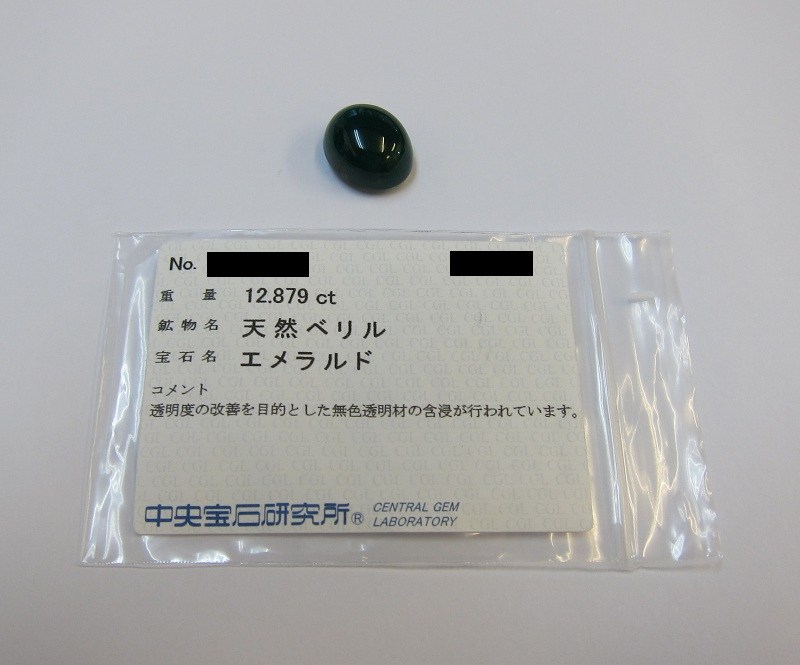 No.
重量 12.879 ct
鉱物名 天然ベリル
宝石名 エメラルド
コメント
透明度の改善を目的とした無色透明材の含浸が行われています。
中央宝石研究所® CENTRAL GEM
LABORATORY